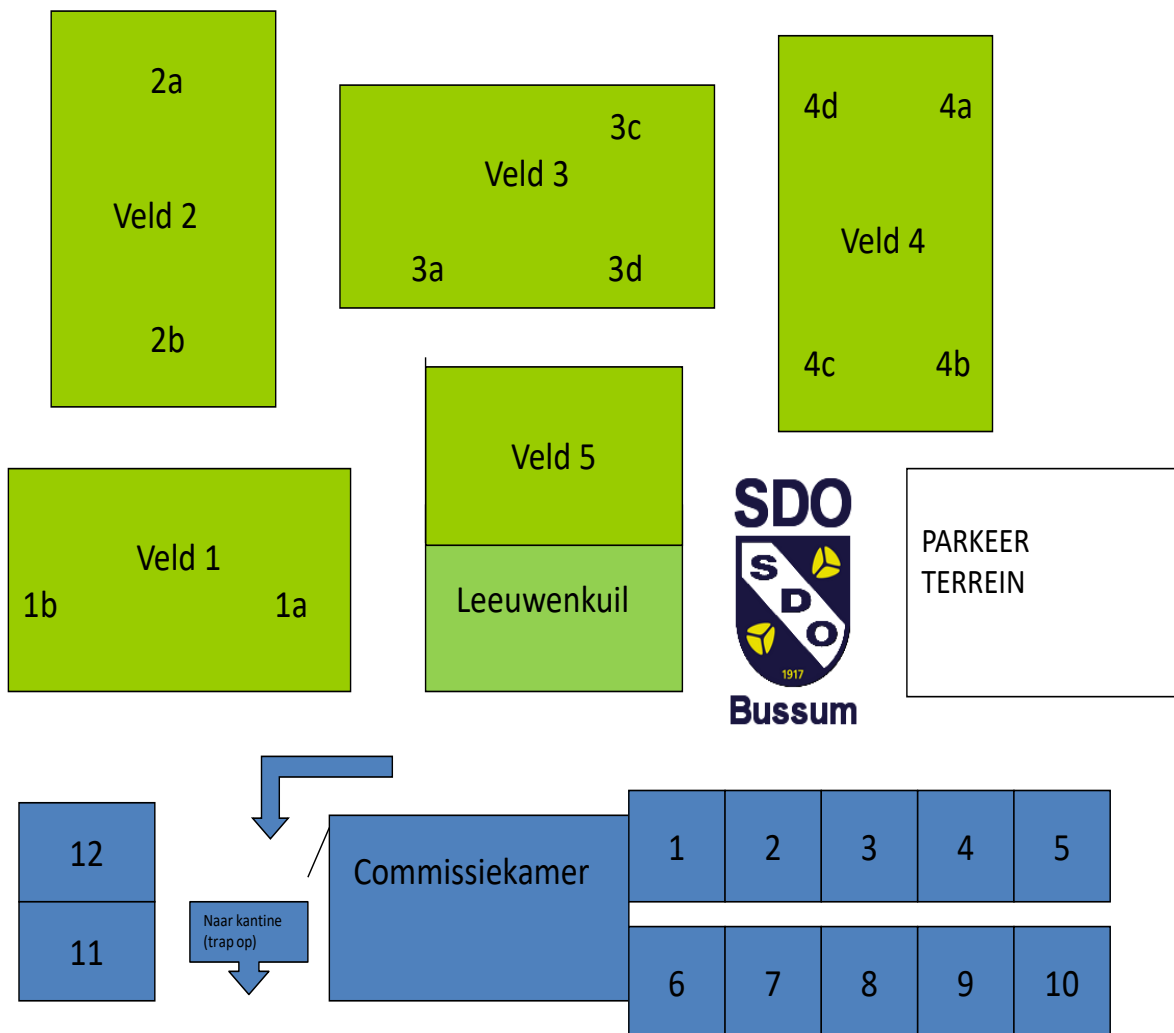 2a
Veld 2
2b
3c
Veld 3
3a 3d
4d 4a
Veld 4
4c 4b
Veld 5
Leeuwenkuil
Veld 1
1b 1a
SDO
S
D
O
1917
Bussum
PARKEER
TERREIN
12
11
Naar kantine
(trap op)
Commissiekamer
1 2 3 4 5
6 7 8 9 10